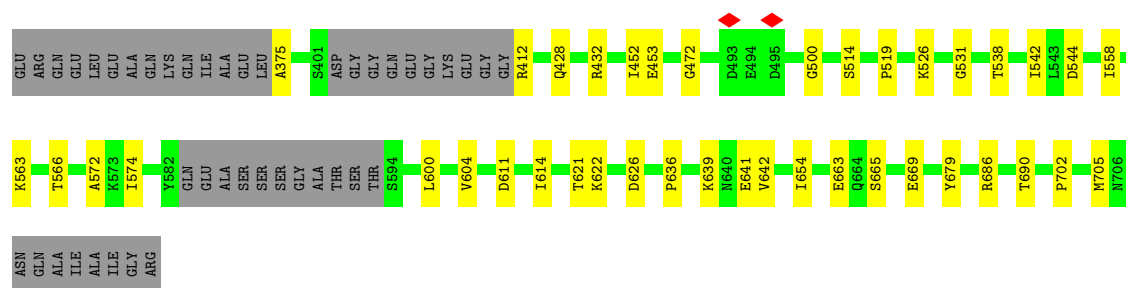 GLU ARG GLN GLU LEU GLU ALA GLN LYS GLN ILE ALA GLU LEU A375 S401 ASP GLY GLY GLN GLU GLY LYS GLU GLY GLY R412 Q428 R432 I452 E453 G472 D493 E494 D495 G500 S514 P519 K526 G531 T538 I542 L543 D544 I558
K563 T566 A572 K573 I574 Y582 GLN GLU ALA SER SER SER GLY ALA THR SER THR S594 L600 V604 D611 I614 T621 K622 D626 P636 K639 N640 E641 V642 I654 E663 Q664 S665 E669 Y679 R686 T690 P702 M705 N706
ASN GLN ALA ILE ALA ILE GLY ARG